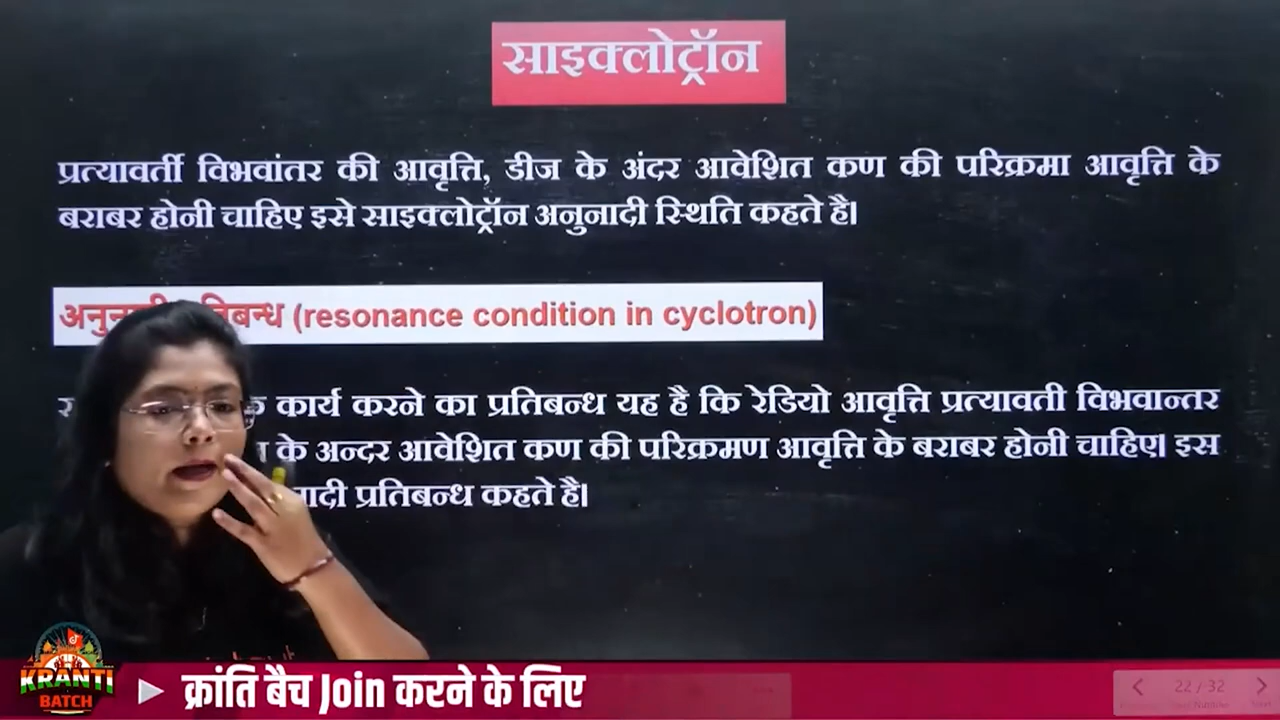 साइक्लोट्रॉन
प्रत्यावर्ती विभवांतर की आवृत्ति, डीज के अंदर आवेशित कण की परिक्रमा आवृत्ति के
बराबर होनी चाहिए इसे साइक्लोट्रॉन अनुनादी स्थिति कहते है।
(resonance condition in cyclotron)
कार्य करने का प्रतिबन्ध यह है कि रेडियो आवृत्ति प्रत्यावती विभवान्तर
के अन्दर आवेशित कण की परिक्रमण आवृत्ति के बराबर होनी चाहिए। इस
प्रतिबन्ध कहते है।
KRANTI
BATCH
क्रांति बैच Join करने के लिए
22 / 32